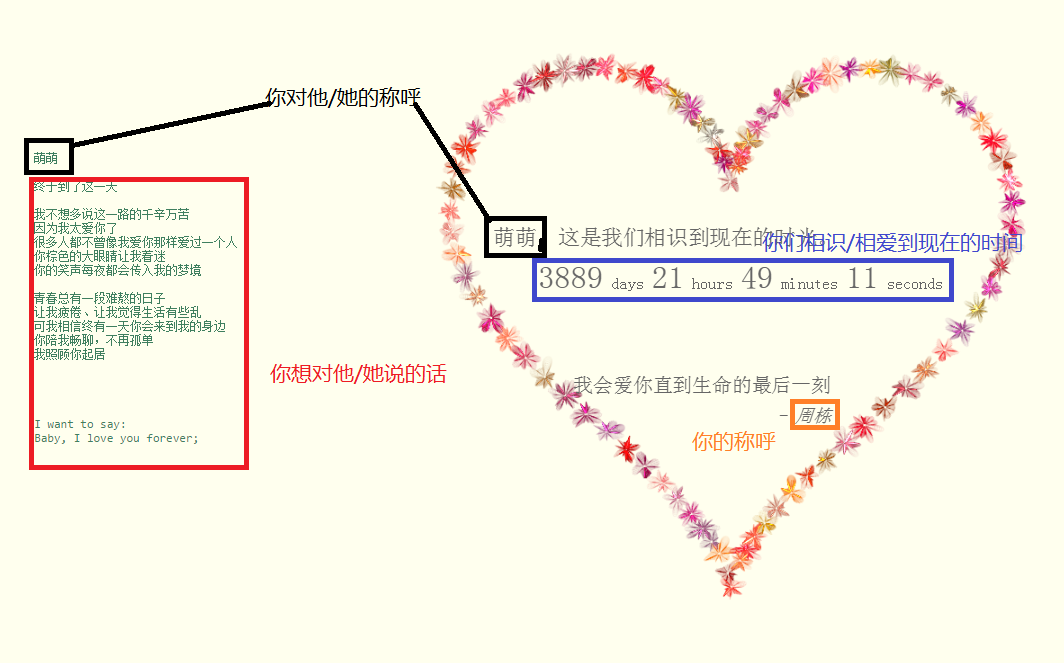 你对他/她的称呼
萌萌
终于到了这一天
我不想多说这一路的千辛万苦
因为我太爱你了
很多人都不曾像我爱你那样爱过一个人
你棕色的大眼睛让我着迷
你的笑声每夜都会传入我的梦境
青春总有一段难熬的日子
让我疲倦、让我觉得生活有些乱
可我相信终有一天你会来到我的身边
你陪我畅聊，不再孤单
我照顾你起居
I want to say:
Baby, I love you forever;
你想对他/她说的话
萌萌，这是我们相识到现在的时光。
你们相识/相爱到现在的时间
3889 days 21 hours 49 minutes 11 seconds
我会爱你直到生命的最后一刻
- 周栋
你的称呼